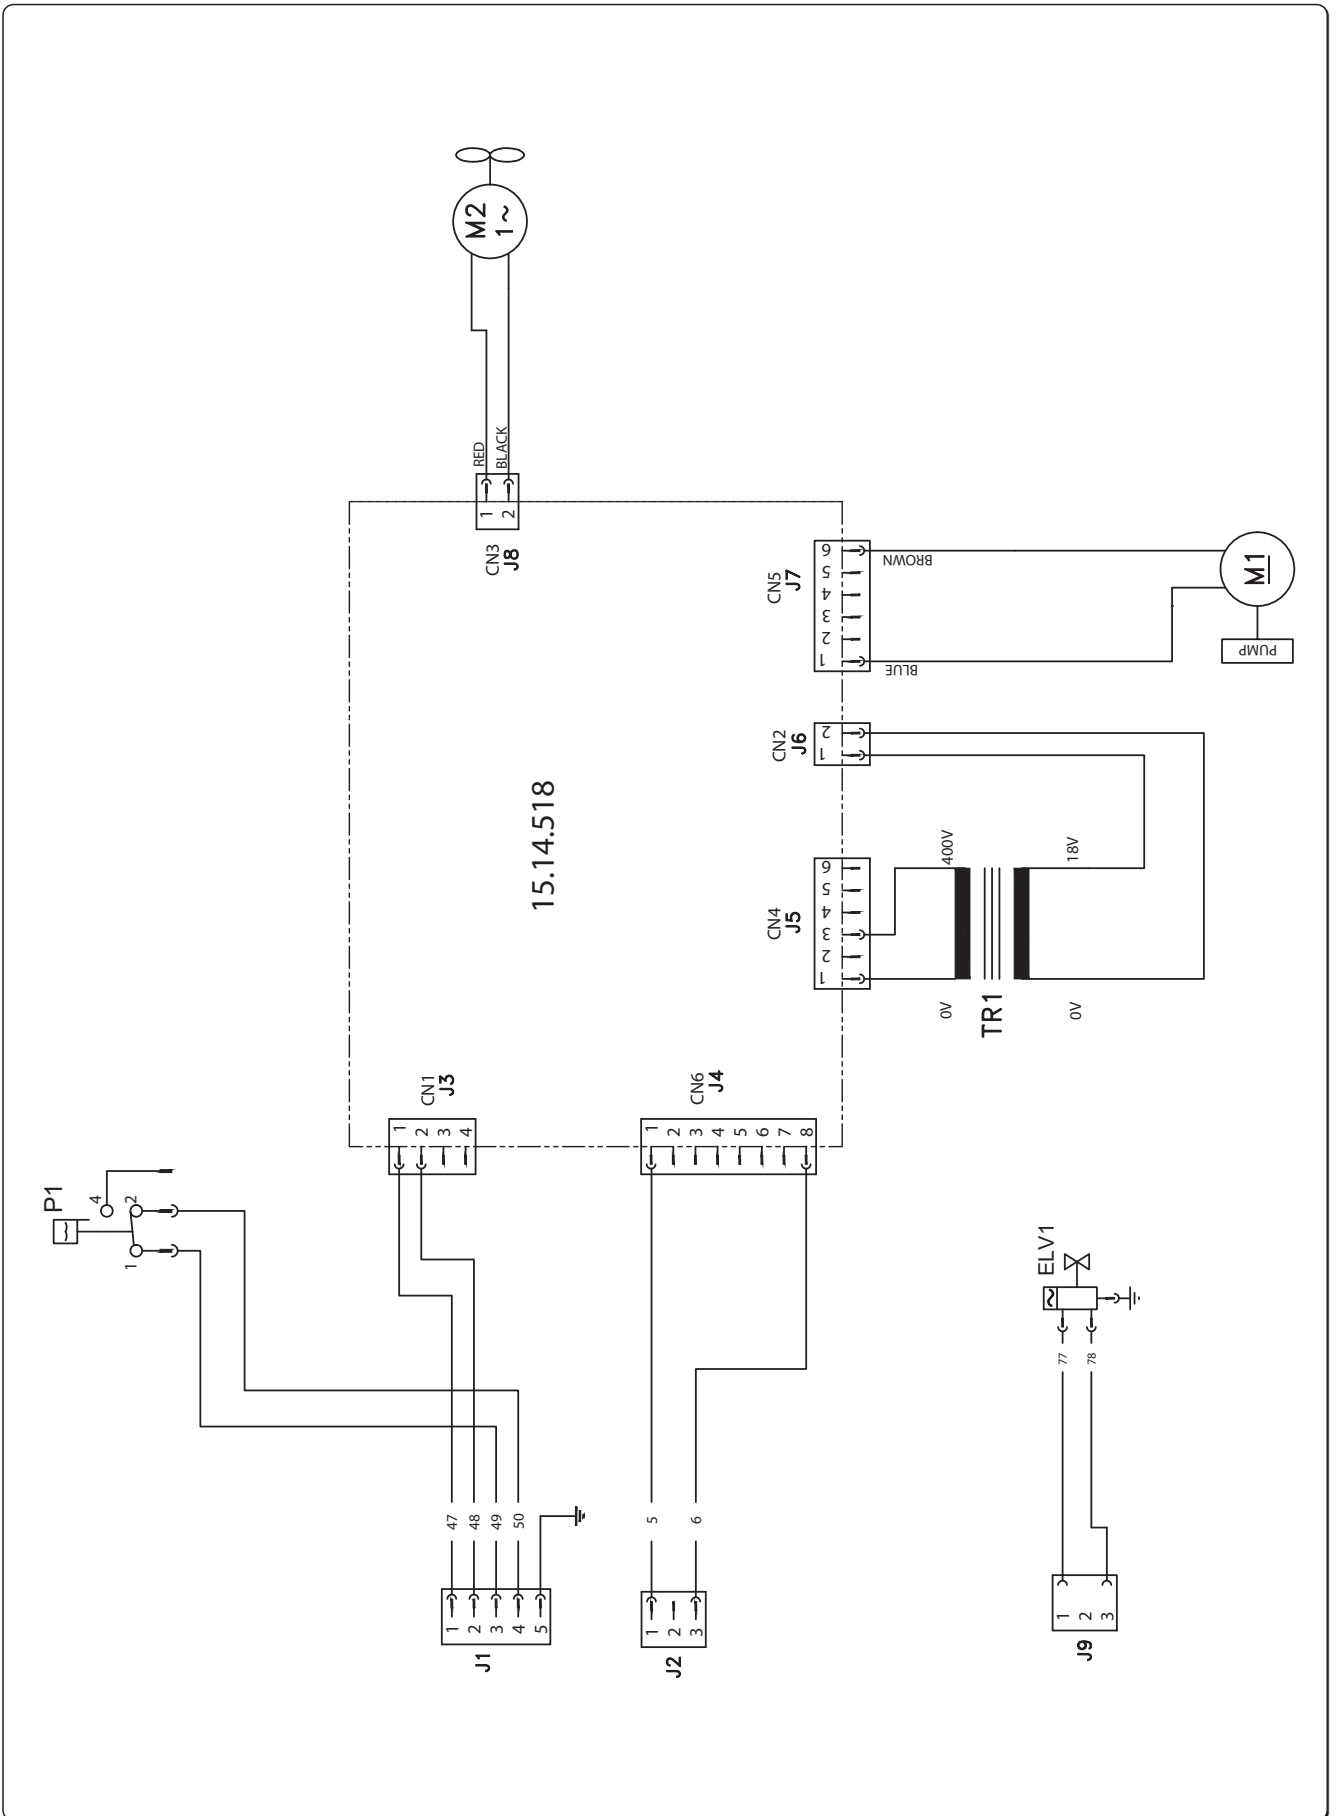 M2
1~
RED
BLACK
1
2
CN3
J8
CN5
J7
6
5
4
3
2
1
BROWN
BLUE
M1
PUMP
CN2
J6
2
1
15.14.518
CN4
J5
6
5
4
3
2
1
400V
18V
0V
0V
TR1
CN1
J3
1
2
3
4
CN6
J4
1
2
3
4
5
6
7
8
P1
4
2
1
ELV1
77
78
47
48
49
50
5
6
1
2
3
4
5
J1
1
2
3
J2
1
2
3
J9